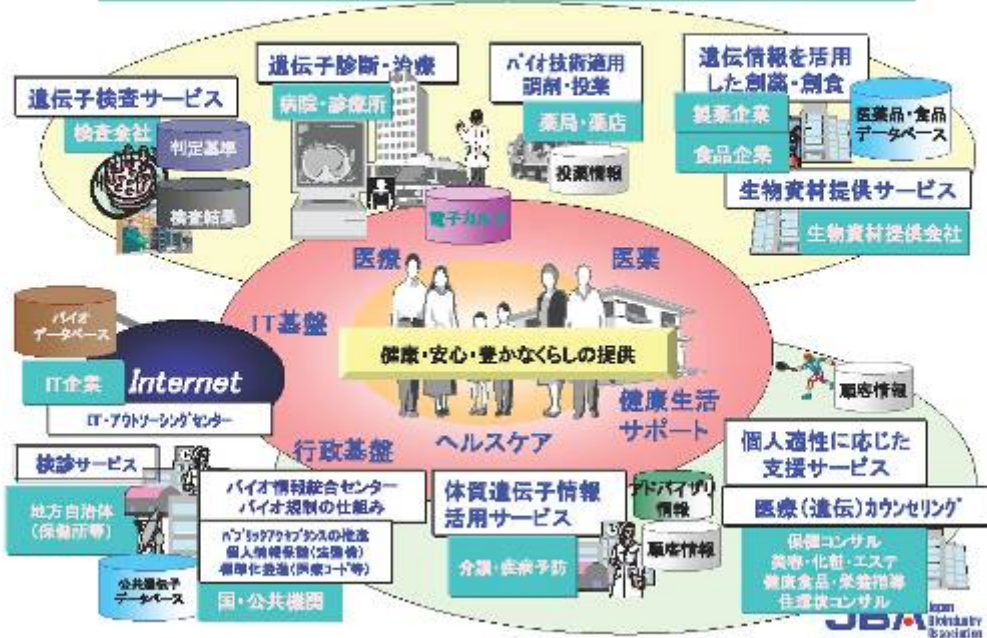 遺伝子検査サービス
検査会社
判定基準
検査結果
遺伝子診断・治療
病院・診療所
電子カルテ
バイオ技術適用
調剤・投薬
薬局・薬店
投薬情報
遺伝情報を活用
した創薬・創食
製薬企業
食品企業
医薬品・食品
データベース
生物資材提供サービス
生物資材提供会社
医療
医薬
IT基盤
健康・安心・豊かなくらしの提供
健康生活
サポート
ヘルスケア
行政基盤
バイオ
データベース
IT企業
Internet
IT・アウトソーシングセンター
検診サービス
地方自治体
(保健所等)
公共遺伝子
データベース
国・公共機関
バイオ情報統合センター
バイオ規制の仕組み
パブリックアクセプタンスの推進
個人情報保護(法整備)
標準化推進(医療コード等)
体質遺伝子情報
活用サービス
介護・疾病予防
アドバイザリ
情報
顧客情報
顧客情報
個人適性に応じた
支援サービス
医療(遺伝)カウンセリング
保健コンサル
美容・化粧・エステ
健康食品・栄養指導
住環境コンサル
JBA
Japan
Bioindustry
Association